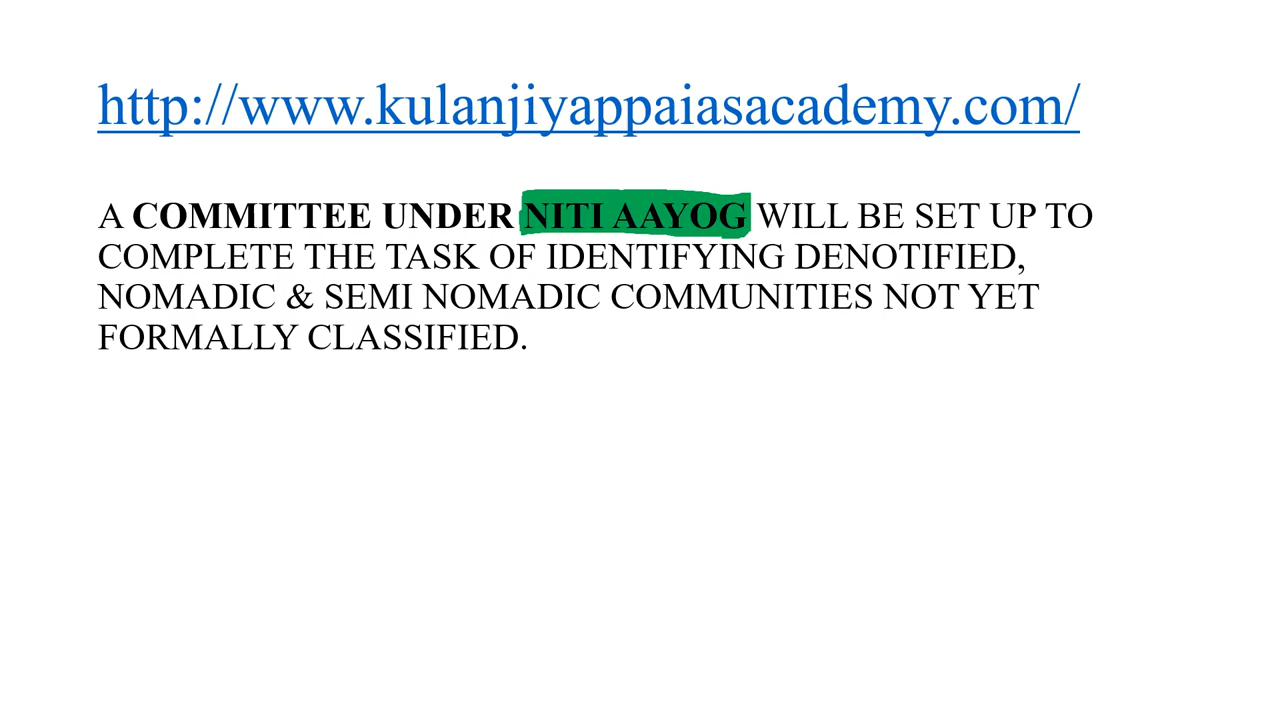 http://www.kulanjiyappaiasacademy.com/
A COMMITTEE UNDER NITI AAYOG WILL BE SET UP TO
COMPLETE THE TASK OF IDENTIFYING DENOTIFIED,
NOMADIC & SEMI NOMADIC COMMUNITIES NOT YET
FORMALLY CLASSIFIED.